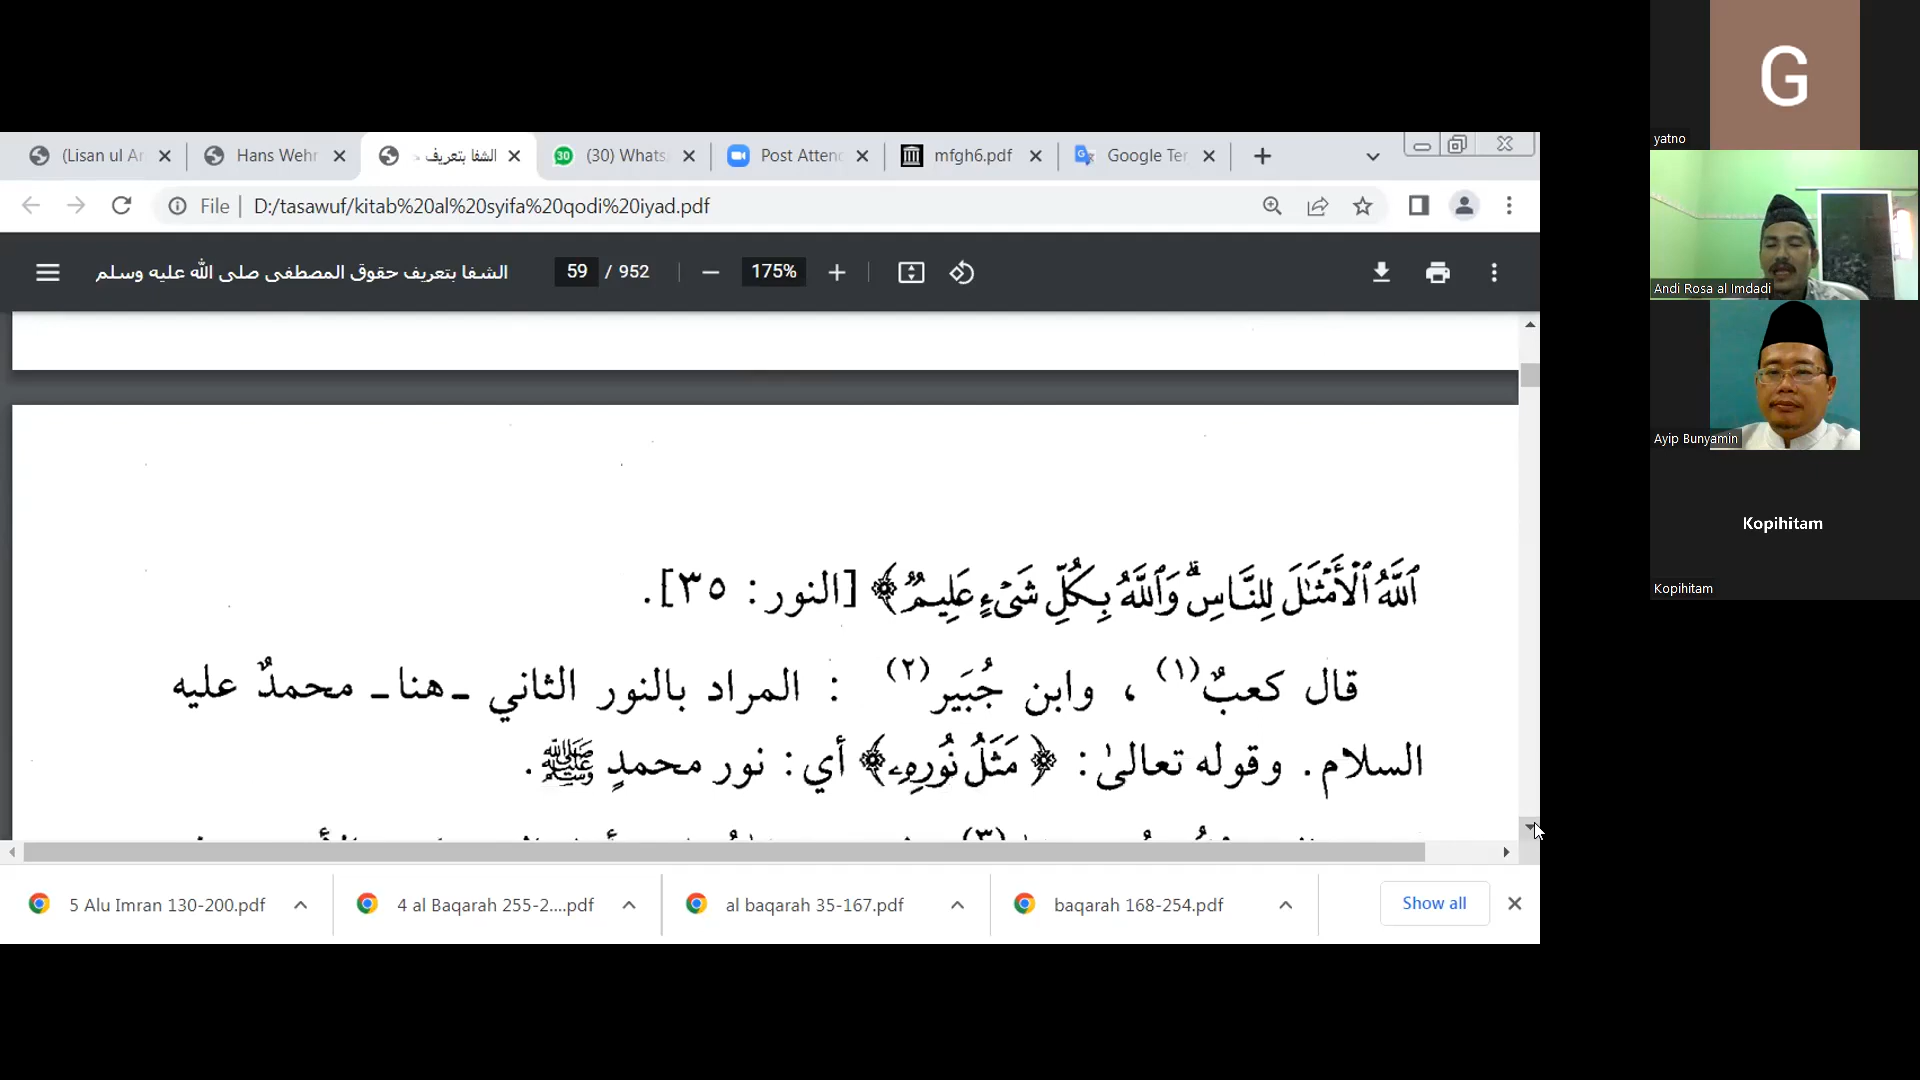 G
yatno
(Lisan ul Ar
Hans Wehr
الشفا بتعريف
30
(30) Whats
Post Attend
mfgh6.pdf
Google Ter
File
D:/tasawuf/kitab%20al%20syifa%20qodi%20iyad.pdf
الشفا بتعريف حقوق المصطفى صلى الله عليه وسلم
59 / 952
175%
Andi Rosa al Imdadi
Ayip Bunyamin
Kopihitam
Kopihitam
ٱللَّهُ ٱلْأَمْثَٰلَ لِلنَّاسِ ۗ وَٱللَّهُ بِكُلِّ شَىْءٍ عَلِيمٌ﴾ [النور: ٣٥].
قال كعبٌ(١) ، وابن جُبَير(٢) : المراد بالنور الثاني ـ هنا ـ محمدٌ عليه
السلام. وقوله تعالىٰ: ﴿مَثَلُ نُورِهِۦ﴾ أي: نور محمدٍ ﷺ.
(٣)
5 Alu Imran 130-200.pdf
4 al Baqarah 255-2....pdf
al baqarah 35-167.pdf
baqarah 168-254.pdf
Show all